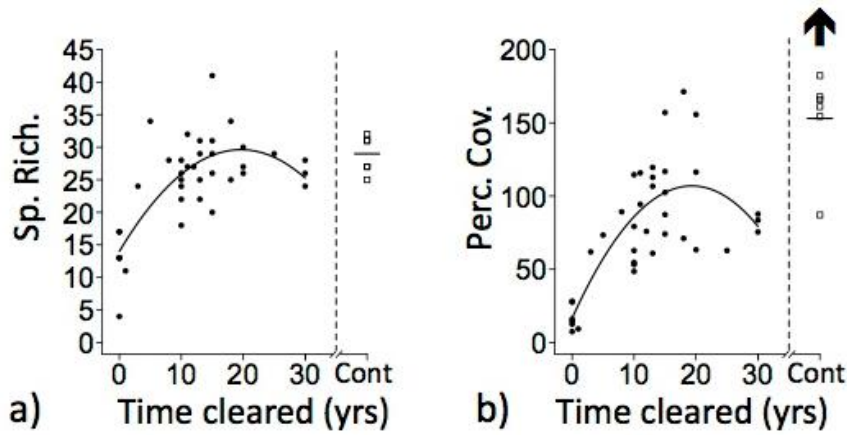 Sp. Rich.
45
40
35
30
25
20
15
10
5
0
0 10 20 30 Cont
a) Time cleared (yrs)
Perc. Cov.
200
150
100
50
0
0 10 20 30 Cont
b) Time cleared (yrs)